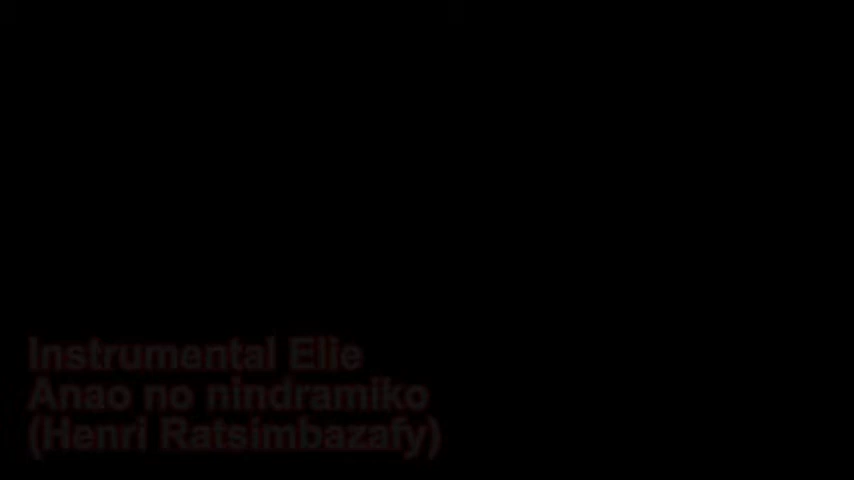 Instrumental Elie
Anao no nindramiko
(Henri Ratsimbazafy)